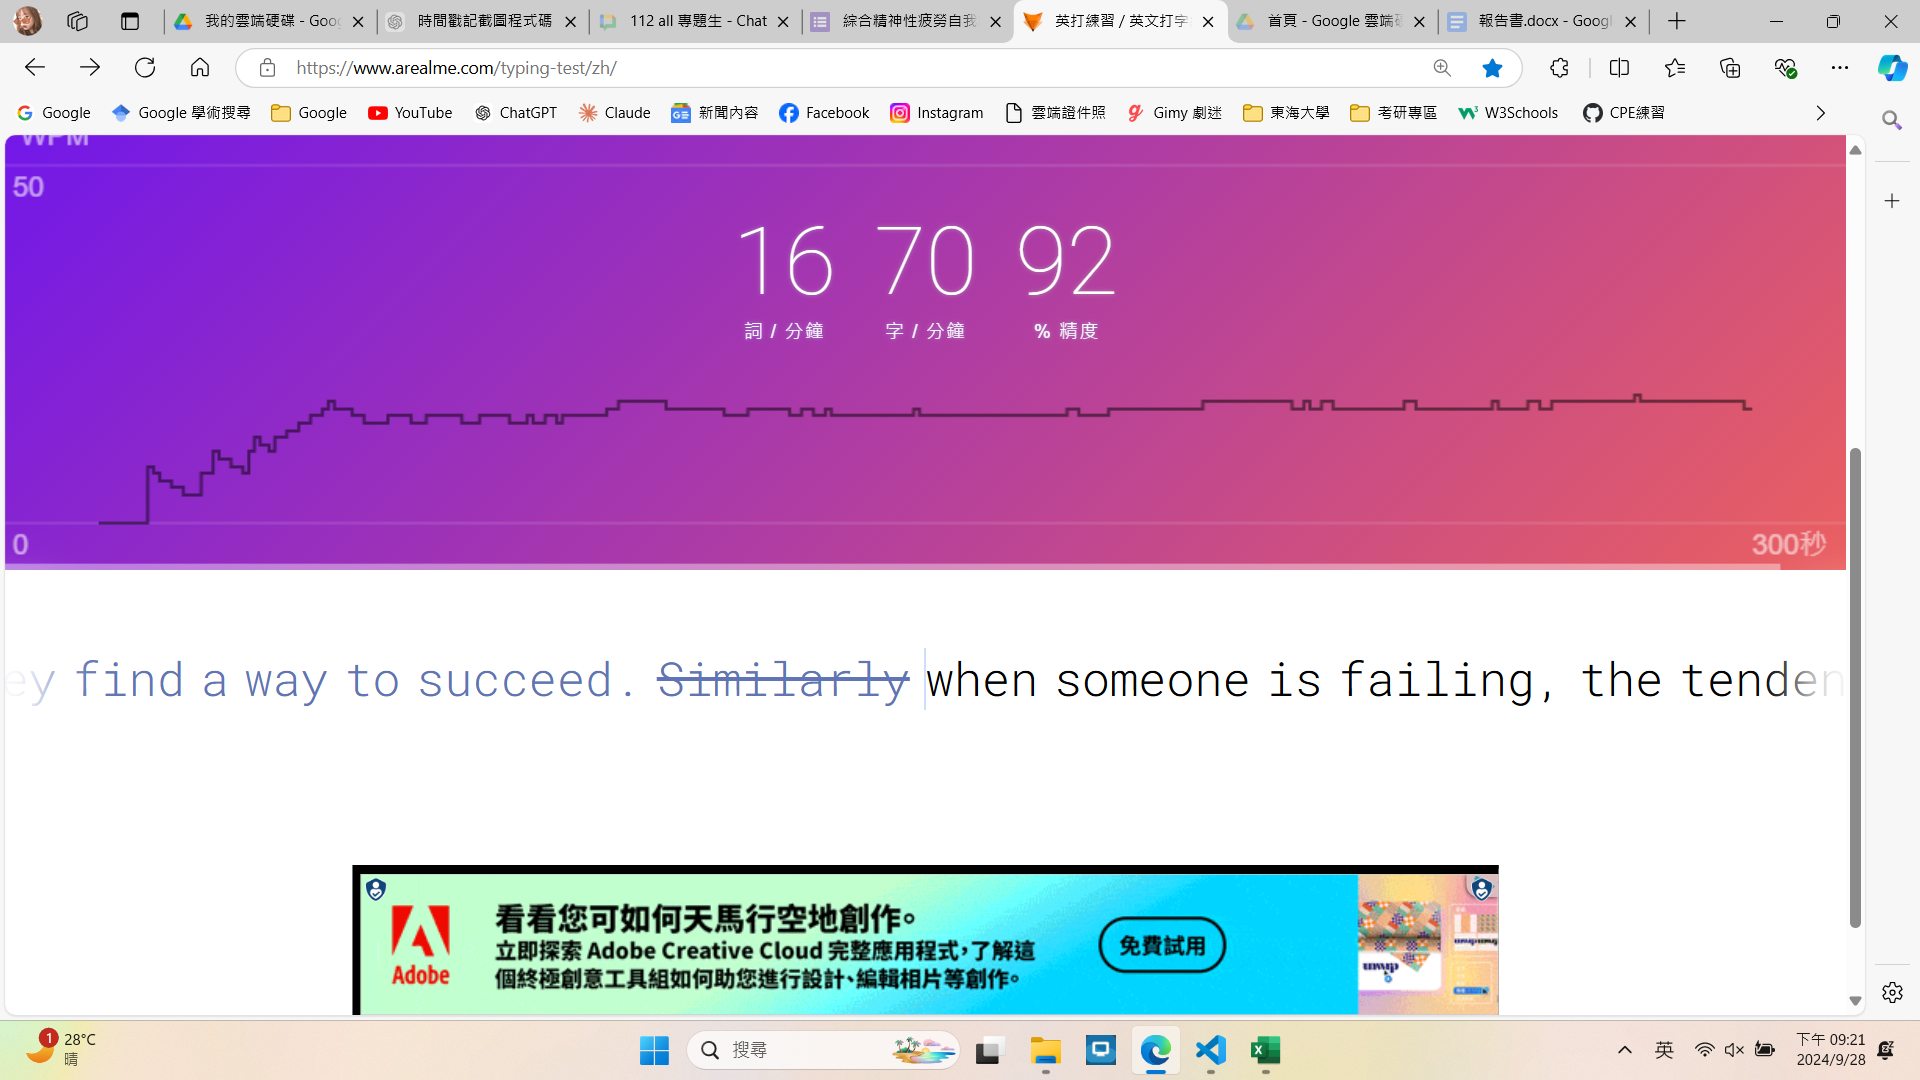 我的雲端硬碟 - Goog
時間戳記截圖程式碼
112 all 專題生 - Chat
綜合精神性疲勞自我
英打練習 / 英文打字
首頁 - Google 雲端硬
報告書.docx - Googl
https://www.arealme.com/typing-test/zh/
Google
Google 學術搜尋
Google
YouTube
ChatGPT
Claude
新聞內容
Facebook
Instagram
雲端證件照
Gimy 劇迷
東海大學
考研專區
W3Schools
CPE練習
WPM
50
16 70 92
詞 / 分鐘 字 / 分鐘 % 精度
0
300秒
ey find a way to succeed. Similarly when someone is failing, the tenden
Adobe
看看您可如何天馬行空地創作。
立即探索 Adobe Creative Cloud 完整應用程式，了解這
個終極創意工具組如何助您進行設計、編輯相片等創作。
免費試用
1
28°C
晴
搜尋
英
下午 09:21
2024/9/28